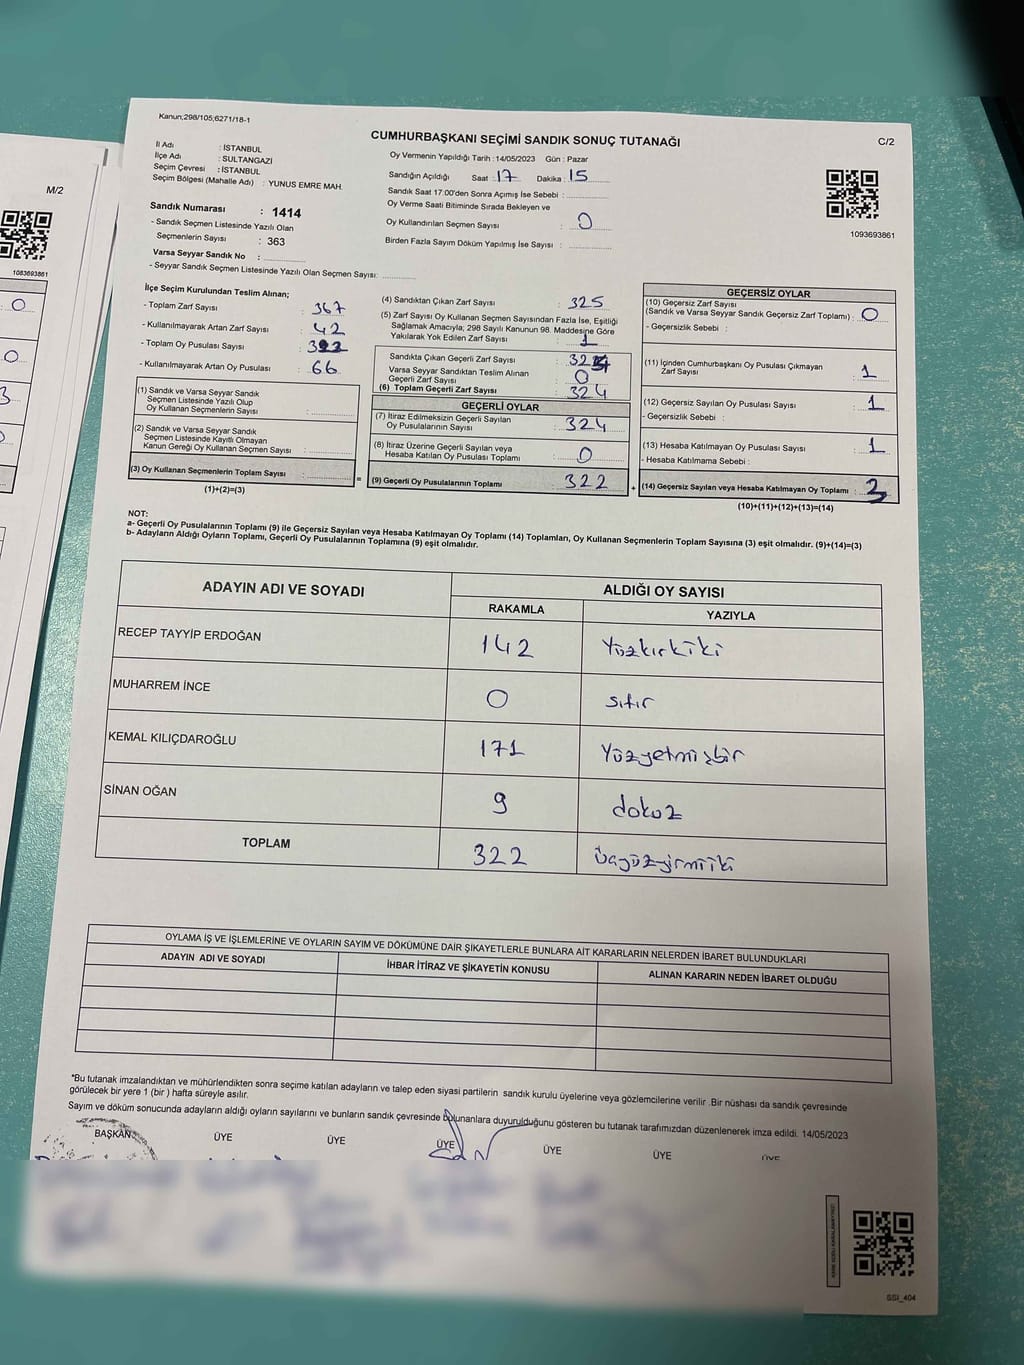 Kanun;298/105;6271/18-1
CUMHURBAŞKANI SEÇİMİ SANDIK SONUÇ TUTANAĞI
C/2
İl Adı : İSTANBUL
İlçe Adı : SULTANGAZİ
Seçim Çevresi : İSTANBUL
Seçim Bölgesi (Mahalle Adı) : YUNUS EMRE MAH.
Sandık Numarası : 1414
- Sandık Seçmen Listesinde Yazılı Olan
Seçmenlerin Sayısı : 363
Varsa Seyyar Sandık No :
- Seyyar Sandık Seçmen Listesinde Yazılı Olan Seçmen Sayısı:
Oy Vermenin Yapıldığı Tarih : 14/05/2023 Gün : Pazar
Sandığın Açıldığı Saat : 17 Dakika : 15
Sandık Saat 17.00'den Sonra Açımış İse Sebebi :
Oy Verme Saati Bitiminde Sırada Bekleyen ve
Oy Kullandırılan Seçmen Sayısı : 0
Birden Fazla Sayım Döküm Yapılmış İse Sayısı :
1093693861
İlçe Seçim Kurulundan Teslim Alınan;
- Toplam Zarf Sayısı : 367
- Kullanılmayarak Artan Zarf Sayısı : 42
- Toplam Oy Pusulası Sayısı :
- Kullanılmayarak Artan Oy Pusulası : 66
(1) Sandık ve Varsa Seyyar Sandık
Seçmen Listesinde Yazılı Olup
Oy Kullanan Seçmenlerin Sayısı :
(2) Sandık ve Varsa Seyyar Sandık
Seçmen Listesinde Kayıtlı Olmayan
Kanun Gereği Oy Kullanan Seçmen Sayısı :
(3) Oy Kullanan Seçmenlerin Toplam Sayısı :
(1)+(2)=(3)
=
(4) Sandıktan Çıkan Zarf Sayısı : 325
(5) Zarf Sayısı Oy Kullanan Seçmen Sayısından Fazla İse, Eşitliği
Sağlamak Amacıyla; 298 Sayılı Kanunun 98. Maddesine Göre
Yakılarak Yok Edilen Zarf Sayısı : 1
Sandıkta Çıkan Geçerli Zarf Sayısı :
Varsa Seyyar Sandıktan Teslim Alınan
Geçerli Zarf Sayısı : 0
(6) Toplam Geçerli Zarf Sayısı : 324
GEÇERLİ OYLAR
(7) İtiraz Edilmeksizin Geçerli Sayılan
Oy Pusulalarının Sayısı : 324
(8) İtiraz Üzerine Geçerli Sayılan veya
Hesaba Katılan Oy Pusulası Toplamı : 0
(9) Geçerli Oy Pusulalarının Toplamı : 322
+
GEÇERSİZ OYLAR
(10) Geçersiz Zarf Sayısı
(Sandık ve Varsa Seyyar Sandık Geçersiz Zarf Toplamı) : 0
- Geçersizlik Sebebi :
(11) İçinden Cumhurbaşkanı Oy Pusulası Çıkmayan
Zarf Sayısı : 1
(12) Geçersiz Sayılan Oy Pusulası Sayısı : 1
- Geçersizlik Sebebi :
(13) Hesaba Katılmayan Oy Pusulası Sayısı : 1
- Hesaba Katılmama Sebebi :
(14) Geçersiz Sayılan veya Hesaba Katılmayan Oy Toplamı : 3
(10)+(11)+(12)+(13)=(14)
NOT:
a- Geçerli Oy Pusulalarının Toplamı (9) ile Geçersiz Sayılan veya Hesaba Katılmayan Oy Toplamı (14) Toplamları, Oy Kullanan Seçmenlerin Toplam Sayısına (3) eşit olmalıdır. (9)+(14)=(3)
b- Adayların Aldığı Oyların Toplamı, Geçerli Oy Pusulalarının Toplamına (9) eşit olmalıdır.
ADAYIN ADI VE SOYADI
ALDIĞI OY SAYISI
RAKAMLA YAZIYLA
RECEP TAYYİP ERDOĞAN 142 Yüzkırkiki
MUHARREM İNCE 0 sıfır
KEMAL KILIÇDAROĞLU 171 Yüzyetmişbir
SİNAN OĞAN 9 dokuz
TOPLAM 322 üçyüzyirmiiki
OYLAMA İŞ VE İŞLEMLERİNE VE OYLARIN SAYIM VE DÖKÜMÜNE DAİR ŞİKAYETLERLE BUNLARA AİT KARARLARIN NELERDEN İBARET BULUNDUKLARI
ADAYIN ADI VE SOYADI İHBAR İTİRAZ VE ŞİKAYETİN KONUSU ALINAN KARARIN NEDEN İBARET OLDUĞU
*Bu tutanak imzalandıktan ve mühürlendikten sonra seçime katılan adayların ve talep eden siyasi partilerin sandık kurulu üyelerine veya gözlemcilerine verilir .Bir nüshası da sandık çevresinde
görülecek bir yere 1 (bir ) hafta süreyle asılır.
Sayım ve döküm sonucunda adayların aldığı oyların sayılarını ve bunların sandık çevresinde bulunanlara duyurulduğunu gösteren bu tutanak tarafımızdan düzenlenerek imza edildi. 14/05/2023
BAŞKAN ÜYE ÜYE ÜYE ÜYE ÜYE ÜYE
SSI_404
M/2
1083693861
0
0
3